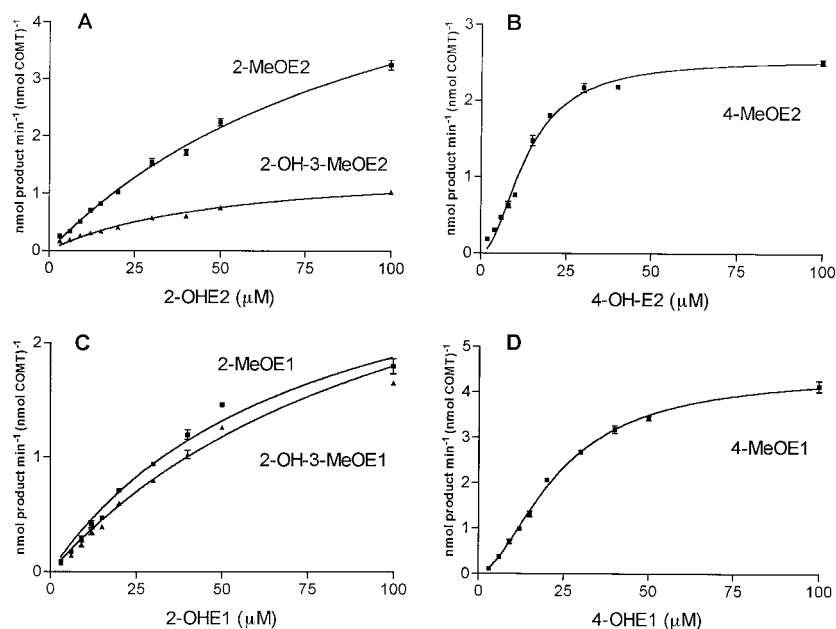 A
nmol product min⁻¹ (nmol COMT)⁻¹
4
3
2
1
0
2-MeOE2
2-OH-3-MeOE2
0 25 50 75 100
2-OHE2 (µM)
B
nmol product min⁻¹ (nmol COMT)⁻¹
3
2
1
0
4-MeOE2
0 25 50 75 100
4-OH-E2 (µM)
C
nmol product min⁻¹ (nmol COMT)⁻¹
2
1
0
2-MeOE1
2-OH-3-MeOE1
0 25 50 75 100
2-OHE1 (µM)
D
nmol product min⁻¹ (nmol COMT)⁻¹
5
4
3
2
1
0
4-MeOE1
0 25 50 75 100
4-OHE1 (µM)